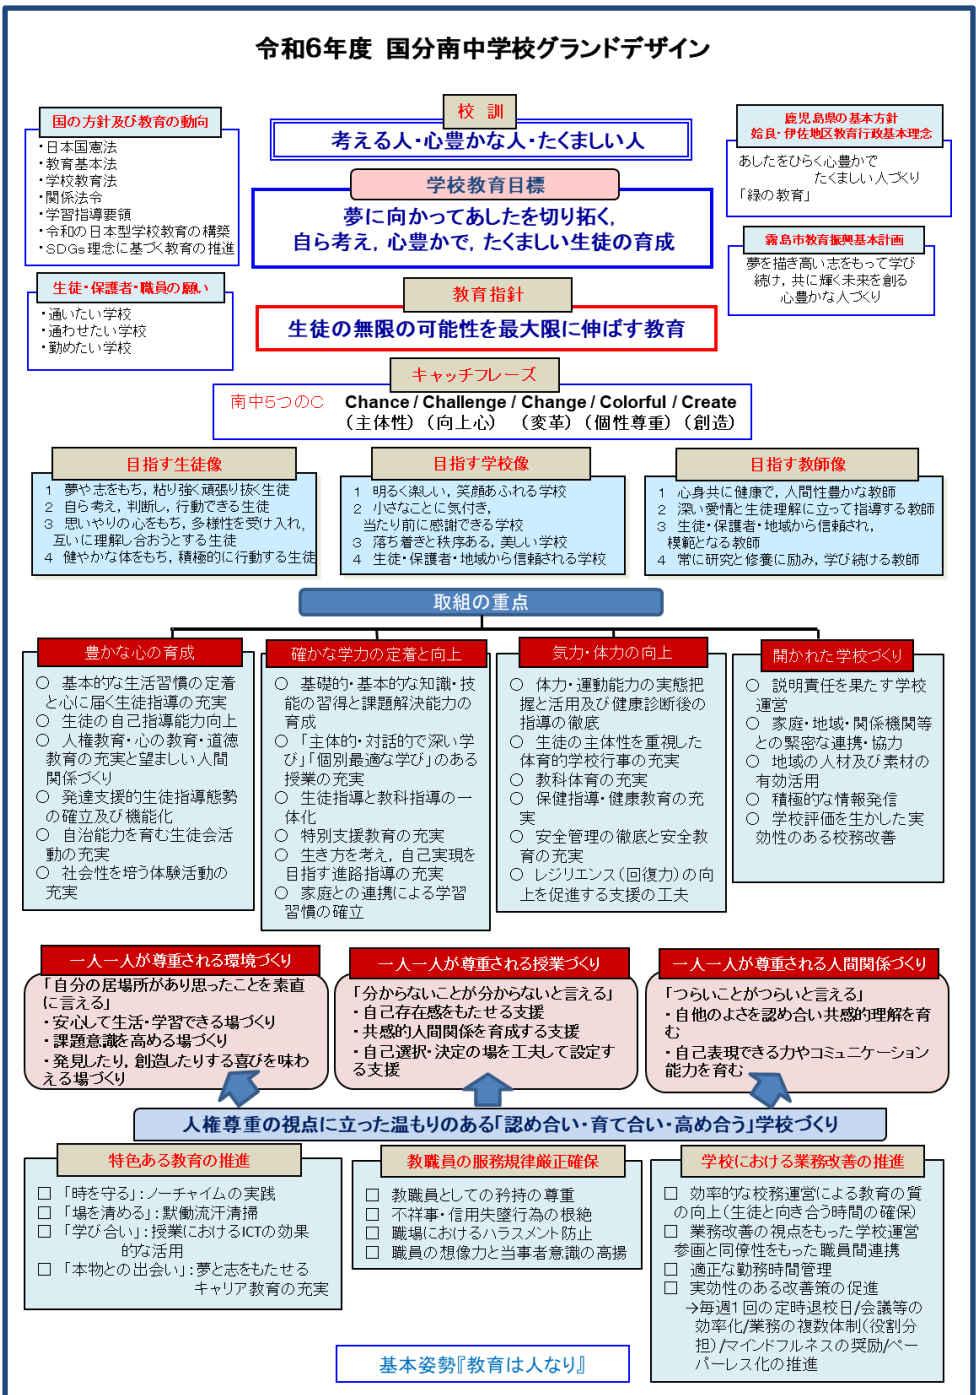 令和6年度 国分南中学校グランドデザイン
国の方針及び教育の動向
・日本国憲法
・教育基本法
・学校教育法
・関係法令
・学習指導要領
・令和の日本型学校教育の構築
・SDGs理念に基づく教育の推進
校 訓
考える人・心豊かな人・たくましい人
鹿児島県の基本方針
姶良・伊佐地区教育行政基本理念
あしたをひらく心豊かで
たくましい人づくり
「緑の教育」
学校教育目標
夢に向かってあしたを切り拓く,
自ら考え, 心豊かで, たくましい生徒の育成
霧島市教育振興基本計画
夢を描き高い志をもって学び
続け, 共に輝く未来を創る
心豊かな人づくり
生徒・保護者・職員の願い
・通いたい学校
・通わせたい学校
・勤めたい学校
教育指針
生徒の無限の可能性を最大限に伸ばす教育
キャッチフレーズ
南中5つのC Chance / Challenge / Change / Colorful / Create
(主体性) (向上心) (変革) (個性尊重) (創造)
目指す生徒像
1 夢や志をもち, 粘り強く頑張り抜く生徒
2 自ら考え, 判断し, 行動できる生徒
3 思いやりの心をもち, 多様性を受け入れ,
互いに理解し合おうとする生徒
4 健やかな体をもち, 積極的に行動する生徒
目指す学校像
1 明るく楽しい, 笑顔あふれる学校
2 小さなことに気付き,
当たり前に感謝できる学校
3 落ち着きと秩序ある, 美しい学校
4 生徒・保護者・地域から信頼される学校
目指す教師像
1 心身共に健康で, 人間性豊かな教師
2 深い愛情と生徒理解に立って指導する教師
3 生徒・保護者・地域から信頼され,
模範となる教師
4 常に研究と修養に励み, 学び続ける教師
取組の重点
豊かな心の育成
○ 基本的な生活習慣の定着
と心に届く生徒指導の充実
○ 生徒の自己指導能力向上
○ 人権教育・心の教育・道徳
教育の充実と望ましい人間
関係づくり
○ 発達支援的生徒指導態勢
の確立及び機能化
○ 自治能力を育む生徒会活
動の充実
○ 社会性を培う体験活動の
充実
確かな学力の定着と向上
○ 基礎的・基本的な知識・技
能の習得と課題解決能力の
育成
○ 「主体的・対話的で深い学
び」「個別最適な学び」のある
授業の充実
○ 生徒指導と教科指導の一
体化
○ 特別支援教育の充実
○ 生き方を考え, 自己実現を
目指す進路指導の充実
○ 家庭との連携による学習
習慣の確立
気力・体力の向上
○ 体力・運動能力の実態把
握と活用及び健康診断後の
指導の徹底
○ 生徒の主体性を重視した
体育的学校行事の充実
○ 教科体育の充実
○ 保健指導・健康教育の充
実
○ 安全管理の徹底と安全教
育の充実
○ レジリエンス(回復力)の向
上を促進する支援の工夫
開かれた学校づくり
○ 説明責任を果たす学校
運営
○ 家庭・地域・関係機関等
との緊密な連携・協力
○ 地域の人材及び素材の
有効活用
○ 積極的な情報発信
○ 学校評価を生かした実
効性のある校務改善
一人一人が尊重される環境づくり
「自分の居場所があり思ったことを素直
に言える」
・安心して生活・学習できる場づくり
・課題意識を高める場づくり
・発見したり, 創造したりする喜びを味わ
える場づくり
一人一人が尊重される授業づくり
「分からないことが分からないと言える」
・自己存在感をもたせる支援
・共感的人間関係を育成する支援
・自己選択・決定の場を工夫して設定す
る支援
一人一人が尊重される人間関係づくり
「つらいことがつらいと言える」
・自他のよさを認め合い共感的理解を育
む
・自己表現できる力やコミュニケーション
能力を育む
人権尊重の視点に立った温もりのある「認め合い・育て合い・高め合う」学校づくり
特色ある教育の推進
□ 「時を守る」:ノーチャイムの実践
□ 「場を清める」:黙働流汗清掃
□ 「学び合い」:授業におけるICTの効果
的な活用
□ 「本物との出会い」:夢と志をもたせる
キャリア教育の充実
教職員の服務規律厳正確保
□ 教職員としての矜持の尊重
□ 不祥事・信用失墜行為の根絶
□ 職場におけるハラスメント防止
□ 職員の想像力と当事者意識の高揚
学校における業務改善の推進
□ 効率的な校務運営による教育の質
の向上(生徒と向き合う時間の確保)
□ 業務改善の視点をもった学校運営
参画と同僚性をもった職員間連携
□ 適正な勤務時間管理
□ 実効性のある改善策の促進
→毎週1回の定時退校日/会議等の
効率化/業務の複数体制(役割分
担)/マインドフルネスの奨励/ペー
パーレス化の推進
基本姿勢『教育は人なり』